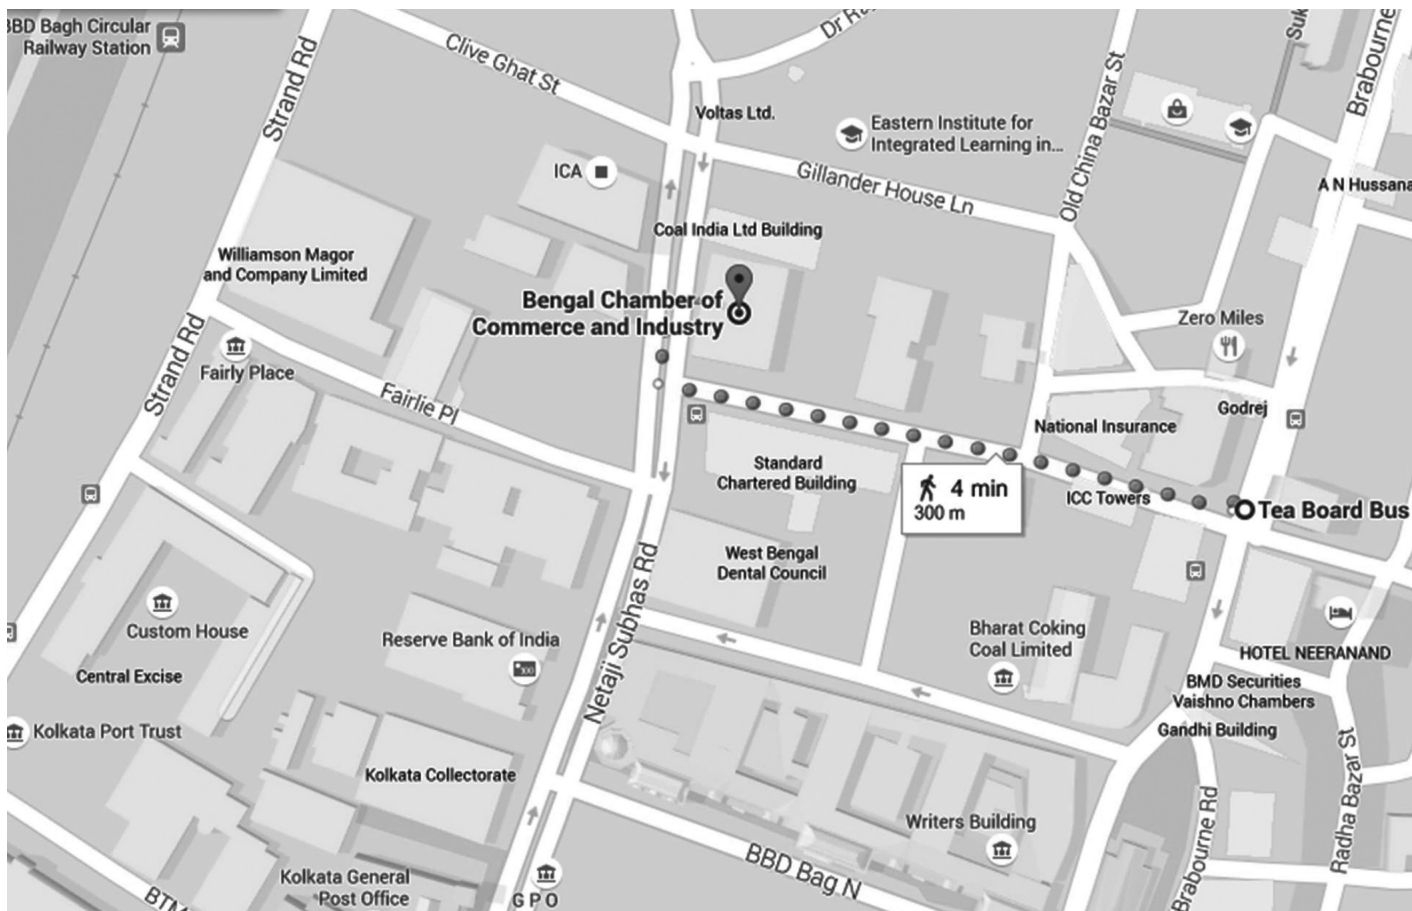 BBD Bagh Circular
Railway Station
Strand Rd
Clive Ghat St
Voltas Ltd.
Old China Bazar St
Brabourne
Eastern Institute for
Integrated Learning in...
ICA
Gillander House Ln
A N Hussana
Coal India Ltd Building
Williamson Magor
and Company Limited
Bengal Chamber of
Commerce and Industry
Zero Miles
Strand Rd
Fairly Place
Fairlie Pl
Godrej
National Insurance
Standard
Chartered Building
4 min
300 m
ICC Towers
Tea Board Bus
West Bengal
Dental Council
Netaji Subhas Rd
Custom House
Reserve Bank of India
Bharat Coking
Coal Limited
HOTEL NEERANAND
Central Excise
BMD Securities
Vaishno Chambers
Gandhi Building
Kolkata Port Trust
Kolkata Collectorate
Radha Bazar St
Writers Building
Brabourne Rd
BBD Bag N
Kolkata General
Post Office
G P O
BTM